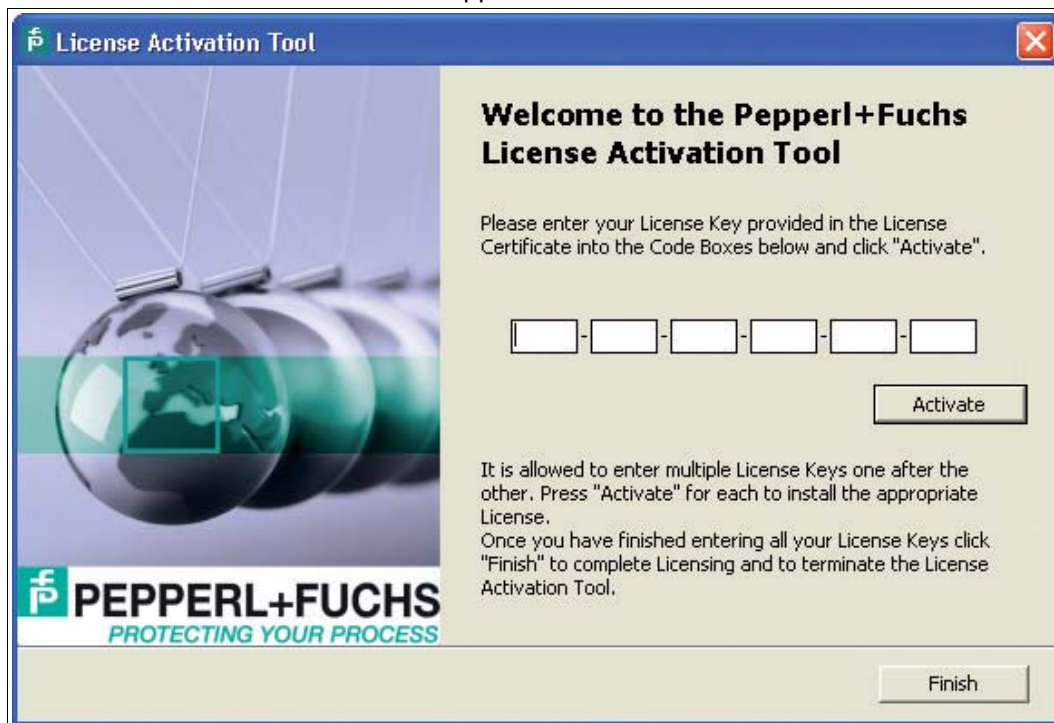 License Activation Tool
Welcome to the Pepperl+Fuchs
License Activation Tool
Please enter your License Key provided in the License
Certificate into the Code Boxes below and click "Activate".
- - - - -
Activate
It is allowed to enter multiple License Keys one after the
other. Press "Activate" for each to install the appropriate
License.
Once you have finished entering all your License Keys click
"Finish" to complete Licensing and to terminate the License
Activation Tool.
PEPPERL+FUCHS
PROTECTING YOUR PROCESS
Finish